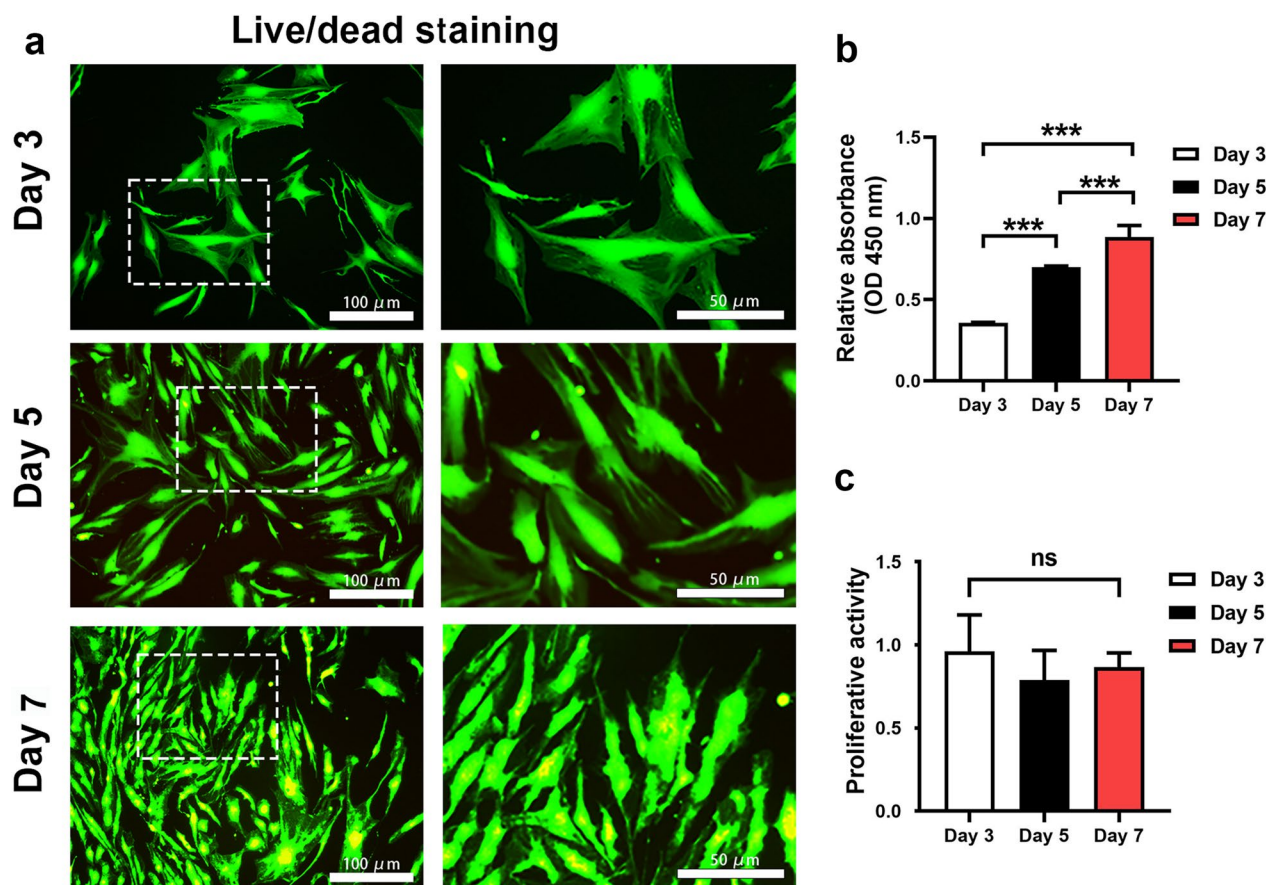 a
Live/dead staining
Day 3
100 μm
50 μm
Day 5
100 μm
50 μm
Day 7
100 μm
50 μm
b
Relative absorbance
(OD 450 nm)
1.5
1.0
0.5
0.0
***
***
***
Day 3
Day 5
Day 7
Day 3
Day 5
Day 7
c
Proliferative activity
1.5
1.0
0.5
0.0
ns
Day 3
Day 5
Day 7
Day 3
Day 5
Day 7